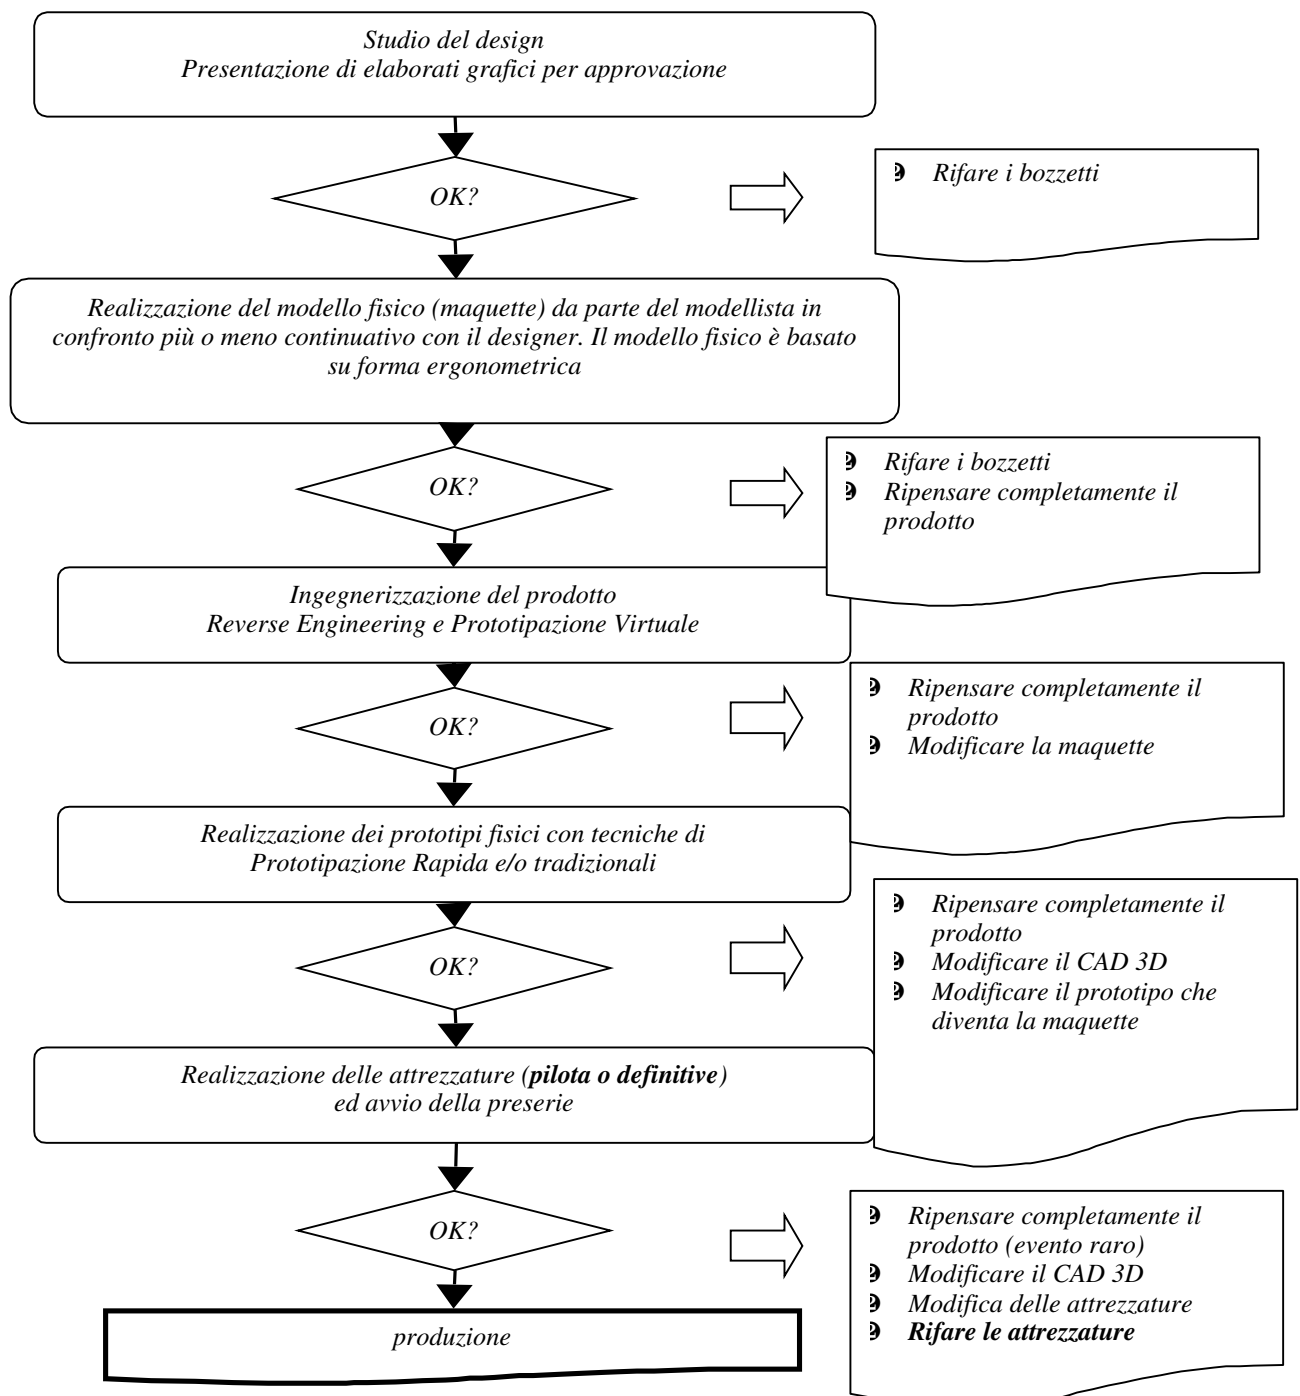 Studio del design
Presentazione di elaborati grafici per approvazione
OK?
Rifare i bozzetti
Realizzazione del modello fisico (maquette) da parte del modellista in
confronto più o meno continuativo con il designer. Il modello fisico è basato
su forma ergonometrica
OK?
Rifare i bozzetti
Ripensare completamente il
prodotto
Ingegnerizzazione del prodotto
Reverse Engineering e Prototipazione Virtuale
OK?
Ripensare completamente il
prodotto
Modificare la maquette
Realizzazione dei prototipi fisici con tecniche di
Prototipazione Rapida e/o tradizionali
OK?
Ripensare completamente il
prodotto
Modificare il CAD 3D
Modificare il prototipo che
diventa la maquette
Realizzazione delle attrezzature (pilota o definitive)
ed avvio della preserie
OK?
Ripensare completamente il
prodotto (evento raro)
Modificare il CAD 3D
Modifica delle attrezzature
Rifare le attrezzature
produzione